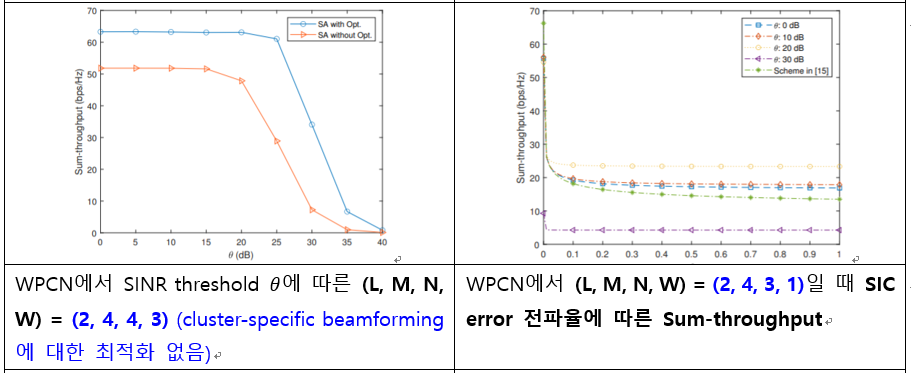 70
60
50
40
30
20
10
0
Sum-throughput (bps/Hz)
SA with Opt.
SA without Opt.
0 5 10 15 20 25 30 35 40
θ (dB)
WPCN에서 SINR threshold θ에 따른 (L, M, N,
W) = (2, 4, 4, 3) (cluster-specific beamforming
에 대한 최적화 없음)
70
60
50
40
30
20
10
0
Sum-throughput (bps/Hz)
θ: 0 dB
θ: 10 dB
θ: 20 dB
θ: 30 dB
Scheme in [15]
0 0.1 0.2 0.3 0.4 0.5 0.6 0.7 0.8 0.9 1
WPCN에서 (L, M, N, W) = (2, 4, 3, 1)일 때 SIC
error 전파율에 따른 Sum-throughput